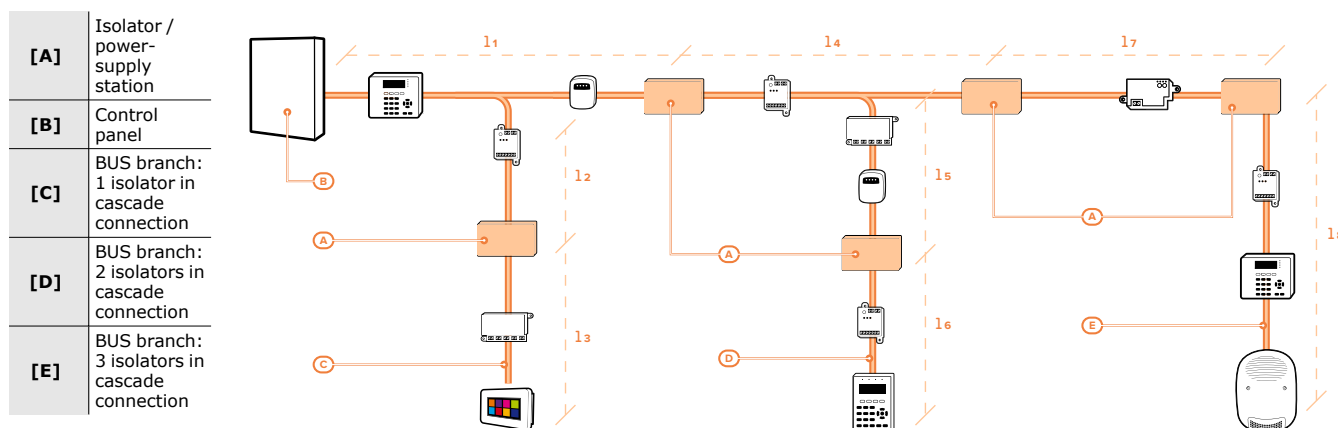 [A]
Isolator /
power-
supply
station
[B]
Control
panel
[C]
BUS branch:
1 isolator in
cascade
connection
[D]
BUS branch:
2 isolators in
cascade
connection
[E]
BUS branch:
3 isolators in
cascade
connection
l1
l4
l7
l2
l5
B
A
A
A
l8
l3
l6
C
D
E